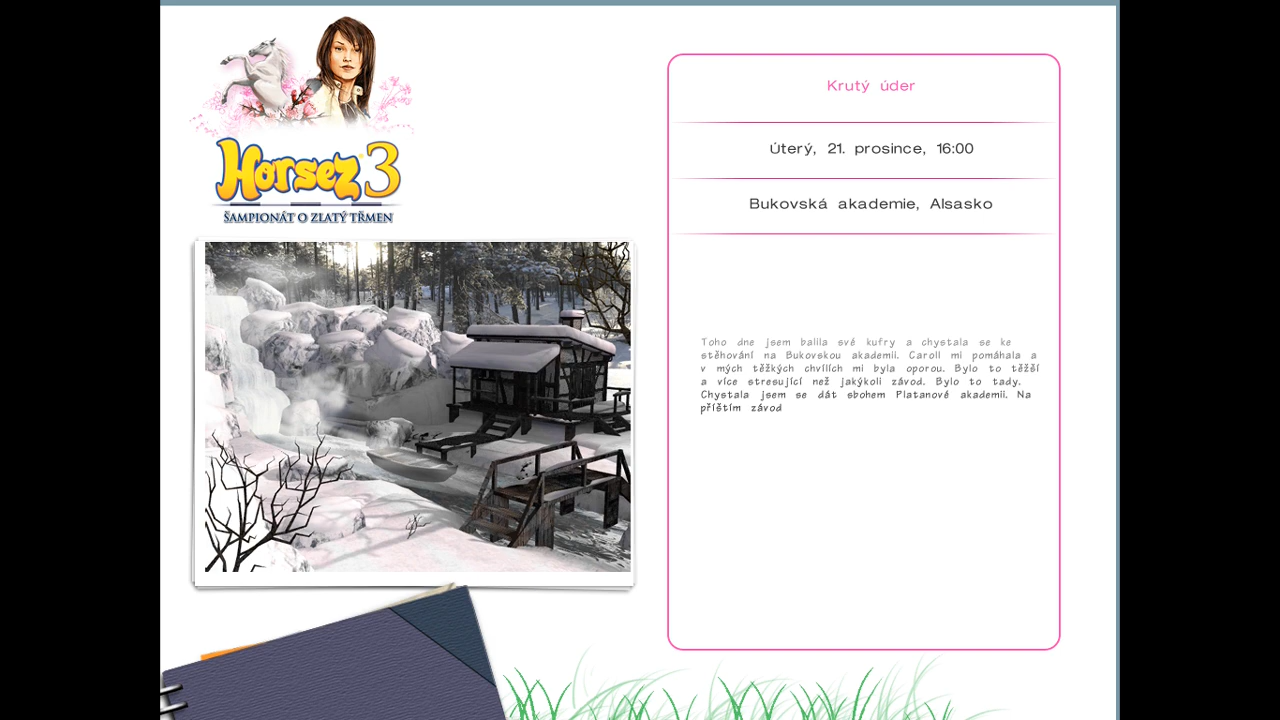 Horsez 3
ŠAMPIONÁT O ZLATÝ TŘMEN
Krutý úder
Úterý, 21. prosince, 16:00
Bukovská akademie, Alsasko
Toho dne jsem balila své kufry a chystala se ke
stěhování na Bukovskou akademii. Caroll mi pomáhala a
v mých těžkých chvílích mi byla oporou. Bylo to těžší
a více stresující než jakýkoli závod. Bylo to tady.
Chystala jsem se dát sbohem Platanové akademii. Na
příštím závod